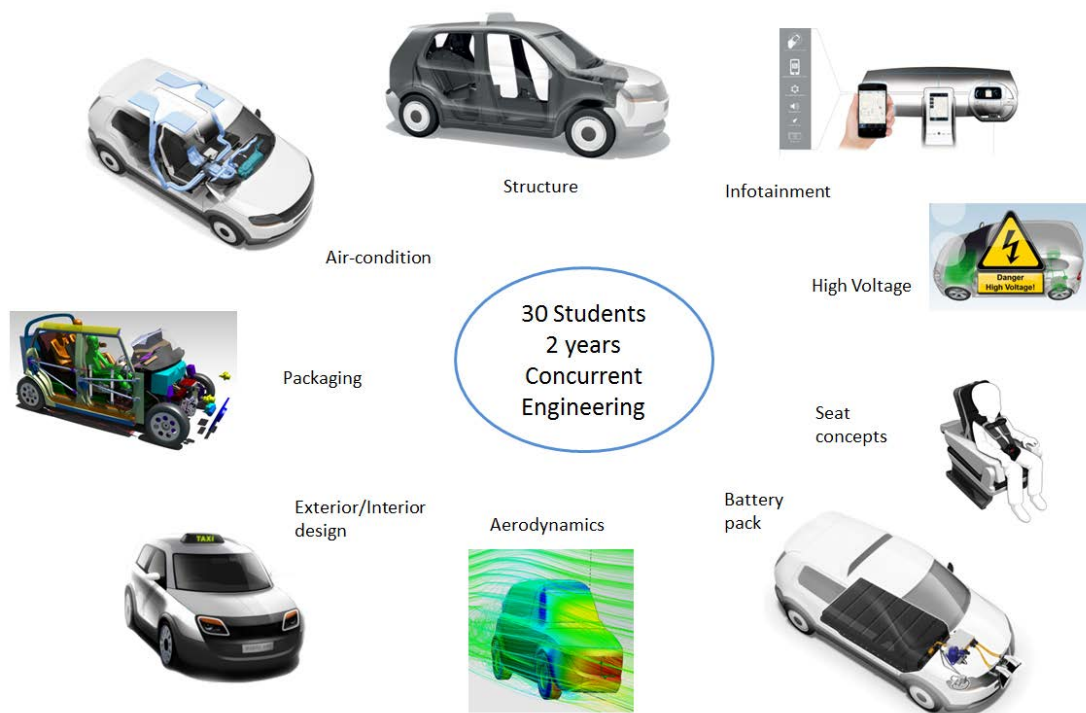 Structure
Infotainment
Air-condition
High Voltage
Danger
High Voltage!
30 Students
2 years
Concurrent
Engineering
Packaging
Seat
concepts
Exterior/Interior
design
Aerodynamics
Battery
pack
TAXI